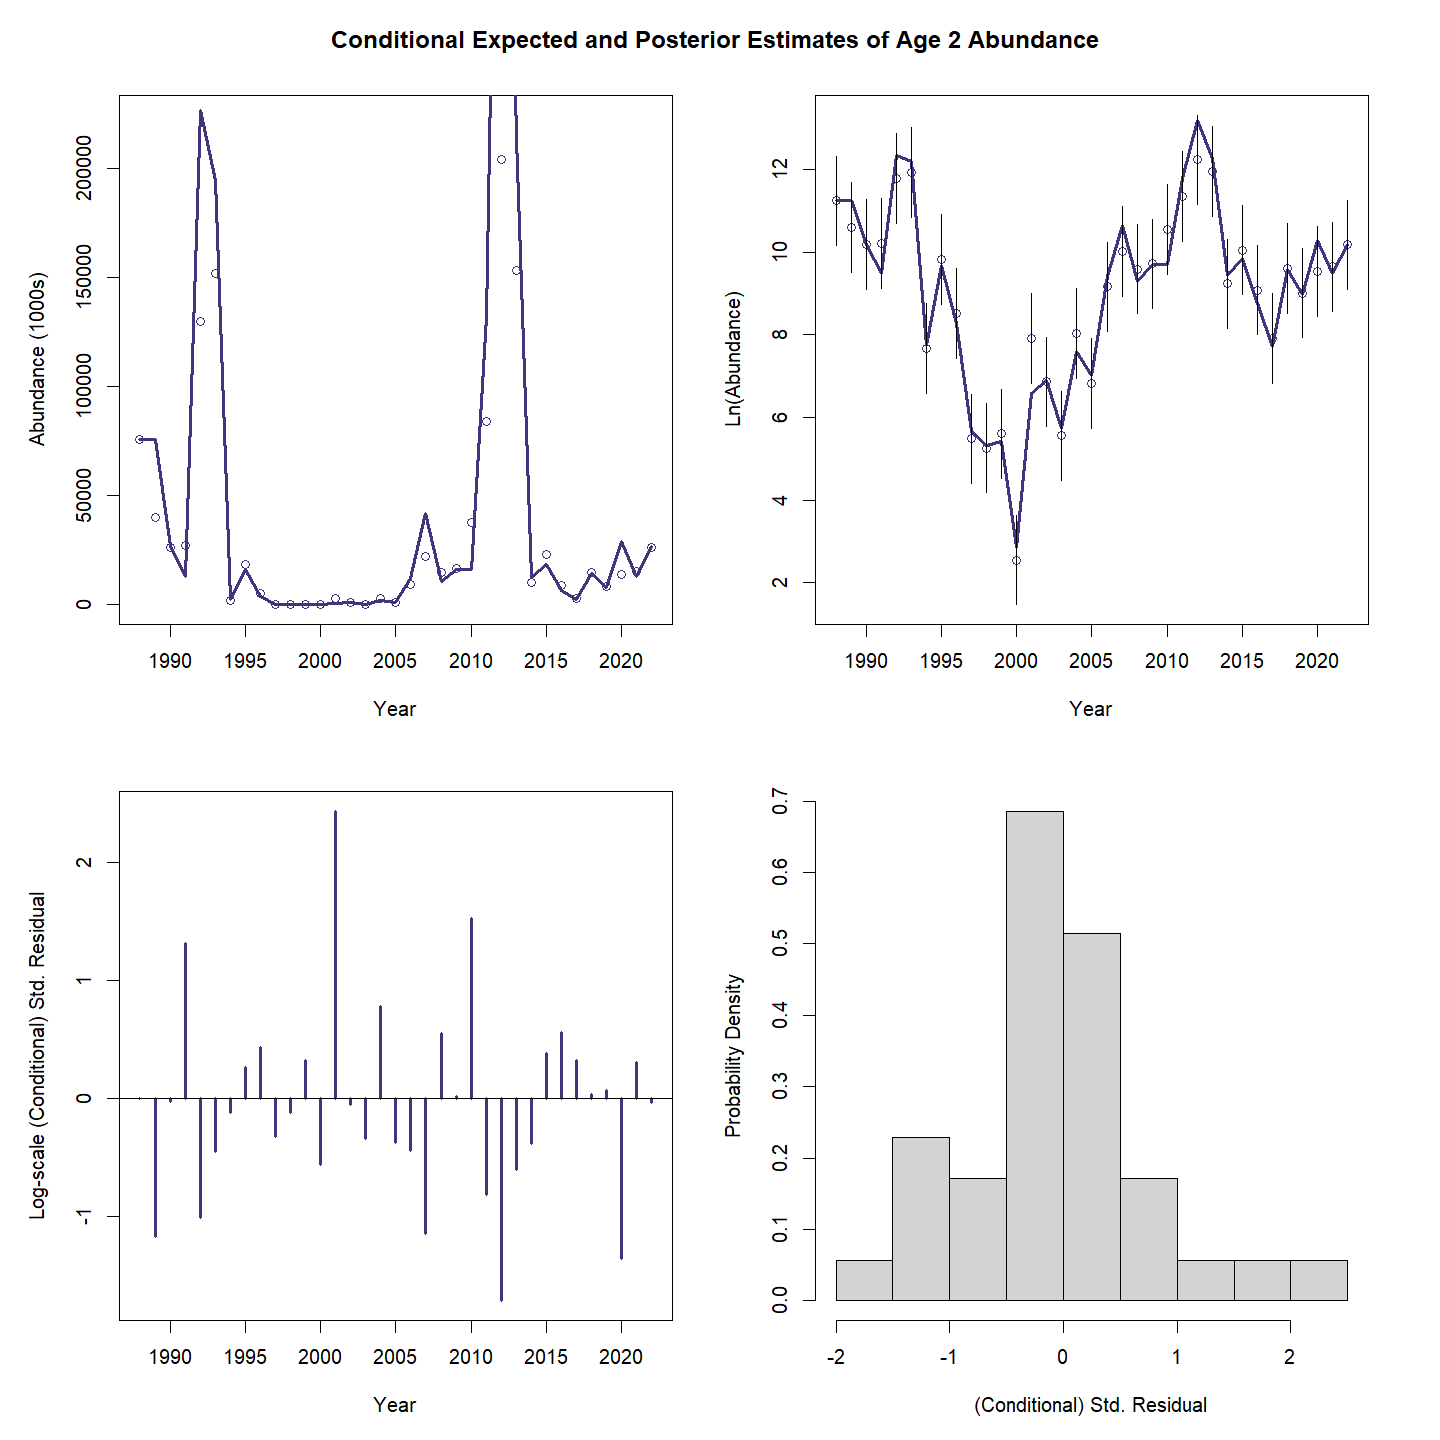 Conditional Expected and Posterior Estimates of Age 2 Abundance
Abundance (1000s)
200000
150000
100000
50000
0
1990 1995 2000 2005 2010 2015 2020
Year
Ln(Abundance)
12
10
8
6
4
2
1990 1995 2000 2005 2010 2015 2020
Year
Log-scale (Conditional) Std. Residual
2
1
0
-1
1990 1995 2000 2005 2010 2015 2020
Year
Probability Density
0.7
0.6
0.5
0.4
0.3
0.2
0.1
0.0
-2 -1 0 1 2
(Conditional) Std. Residual